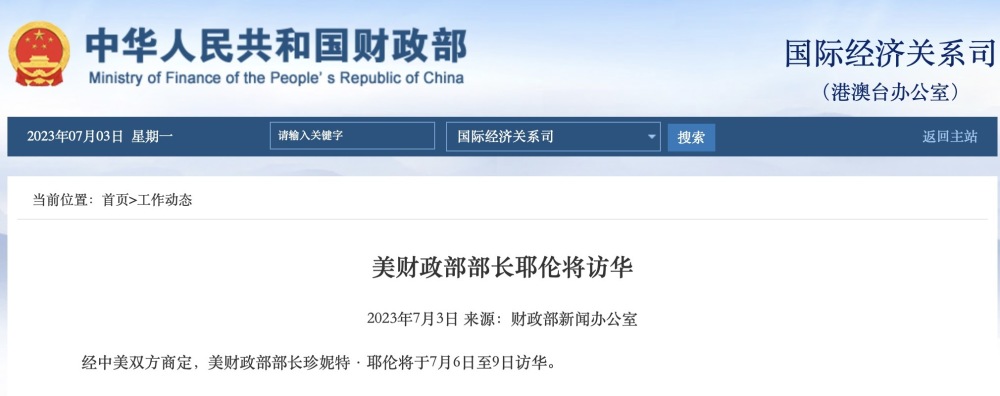 中华人民共和国财政部
Ministry of Finance of the People's Republic of China
国际经济关系司
（港澳台办公室）
2023年07月03日 星期一 请输入关键字 国际经济关系司 搜索 返回主站
当前位置：首页>工作动态
美财政部部长耶伦将访华
2023年7月3日 来源：财政部新闻办公室
经中美双方商定，美财政部部长珍妮特·耶伦将于7月6日至9日访华。